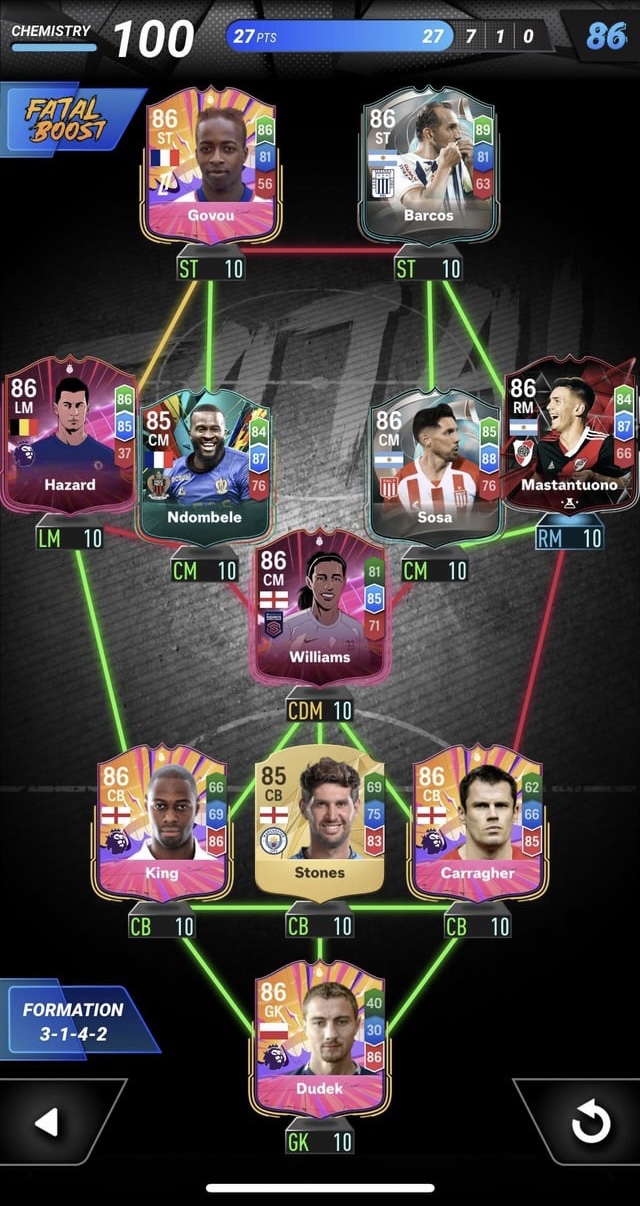 CHEMISTRY 100 27 PTS 27 7 1 0 86
FATAL
BOOST
86 ST 86 81 56 Govou
86 ST 89 81 63 Barcos
ST 10
ST 10
86 LM 86 85 37 Hazard
85 CM 84 87 76 Ndombele
86 CM 85 88 76 Sosa
86 RM 84 87 66 Mastantuono
LM 10
CM 10
CM 10
RM 10
86 CM 81 85 71 Williams
CDM 10
86 CB 66 69 86 King
85 CB 69 75 83 Stones
86 CB 62 66 85 Carragher
CB 10
CB 10
CB 10
FORMATION
3-1-4-2
86 GK 40 30 86 Dudek
GK 10